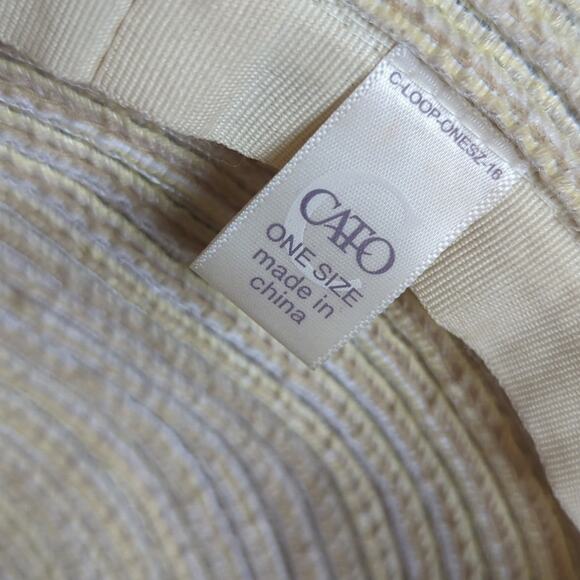 C-LOOP-ONESZ-16
CATO
ONE SIZE
made in
china